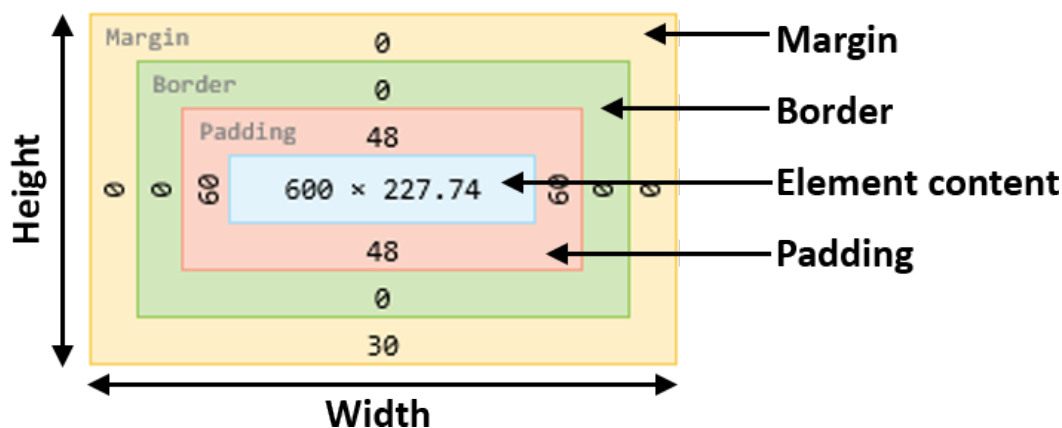 Margin
0
Margin
Border
0
Border
Padding
48
Height
0
0
60
600 × 227.74
60
0
0
Element content
48
Padding
0
30
Width